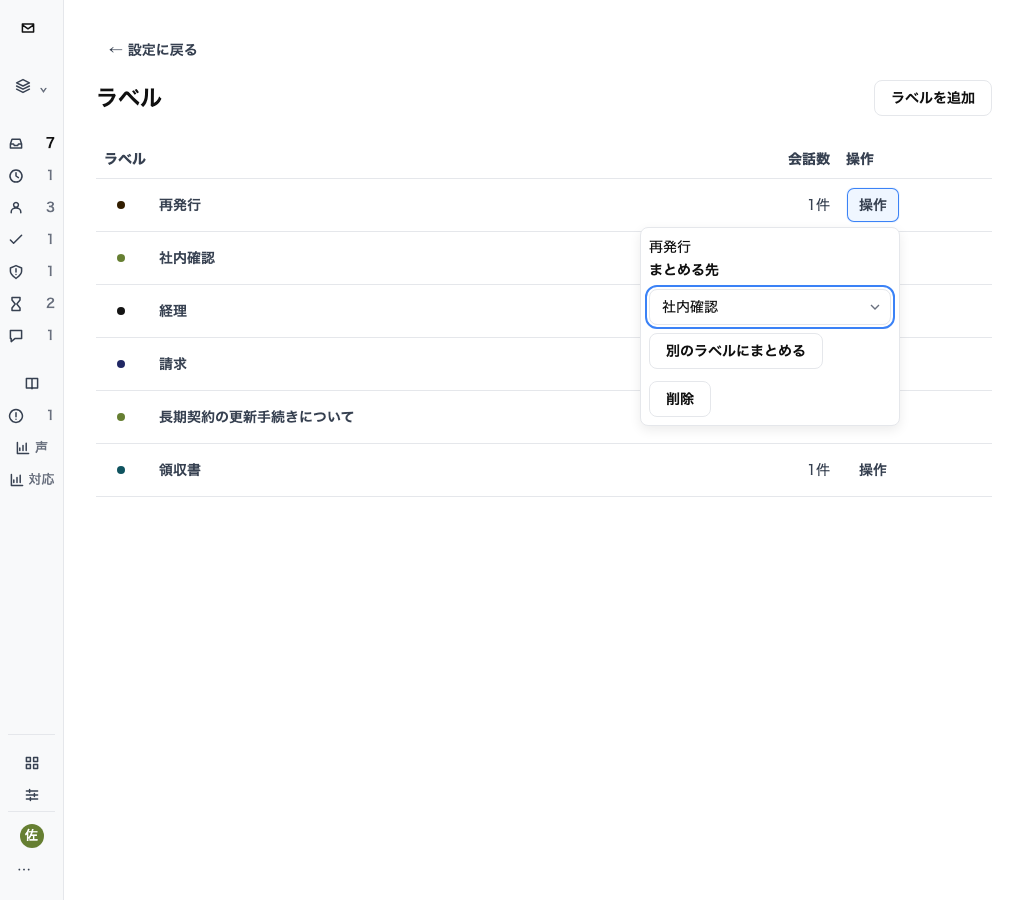 ← 設定に戻る
ラベル
ラベルを追加
ラベル 会話数 操作
再発行 1件 操作
社内確認
経理
請求
長期契約の更新手続きについて
領収書 1件 操作
再発行
まとめる先
社内確認
別のラベルにまとめる
削除
7
1
3
1
1
2
1
1
声
対応
佐
…